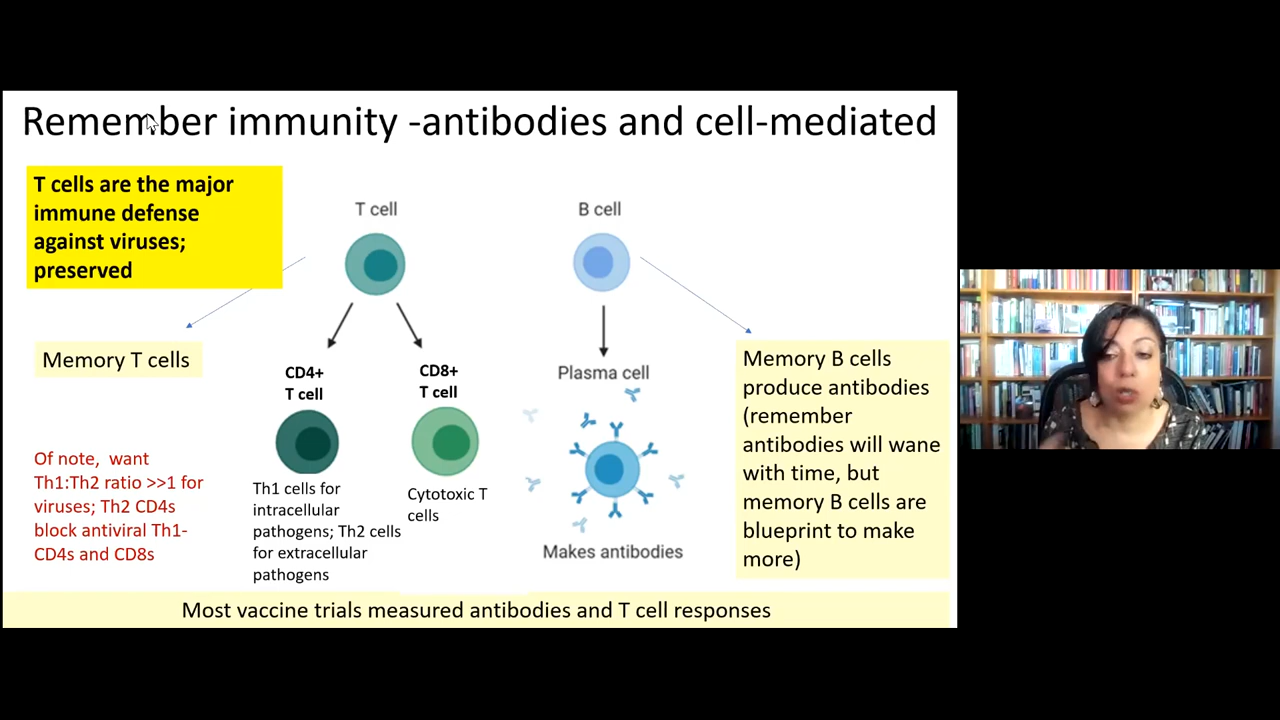 Remember immunity -antibodies and cell-mediated
T cells are the major
immune defense
against viruses;
preserved
T cell
B cell
Memory T cells
CD4+
T cell
CD8+
T cell
Plasma cell
Memory B cells
produce antibodies
(remember
antibodies will wane
with time, but
memory B cells are
blueprint to make
more)
Of note, want
Th1:Th2 ratio >>1 for
viruses; Th2 CD4s
block antiviral Th1-
CD4s and CD8s
Th1 cells for
intracellular
pathogens; Th2 cells
for extracellular
pathogens
Cytotoxic T
cells
Makes antibodies
Most vaccine trials measured antibodies and T cell responses